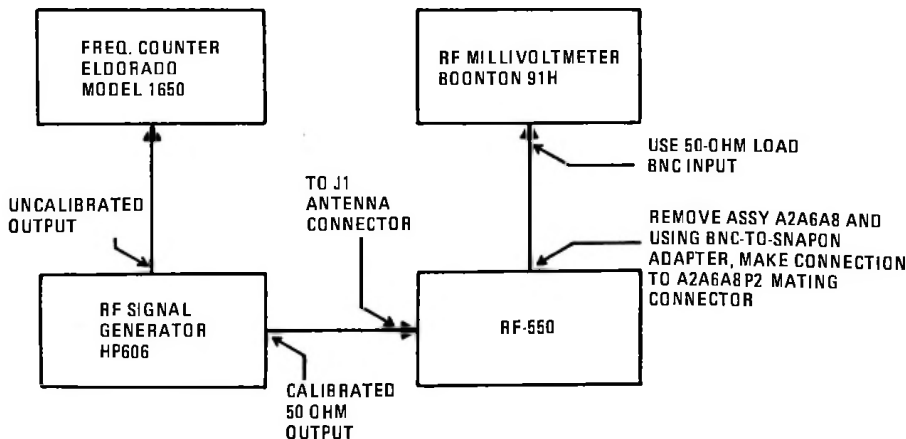 FREQ. COUNTER
ELDORADO
MODEL 1650
RF MILLIVOLTMETER
BOONTON 91H
USE 50-OHM LOAD
BNC INPUT
TO J1
ANTENNA
CONNECTOR
UNCALIBRATED
OUTPUT
REMOVE ASSY A2A6A8 AND
USING BNC-TO-SNAPON
ADAPTER, MAKE CONNECTION
TO A2A6A8P2 MATING
CONNECTOR
RF SIGNAL
GENERATOR
HP606
RF-550
CALIBRATED
50 OHM
OUTPUT